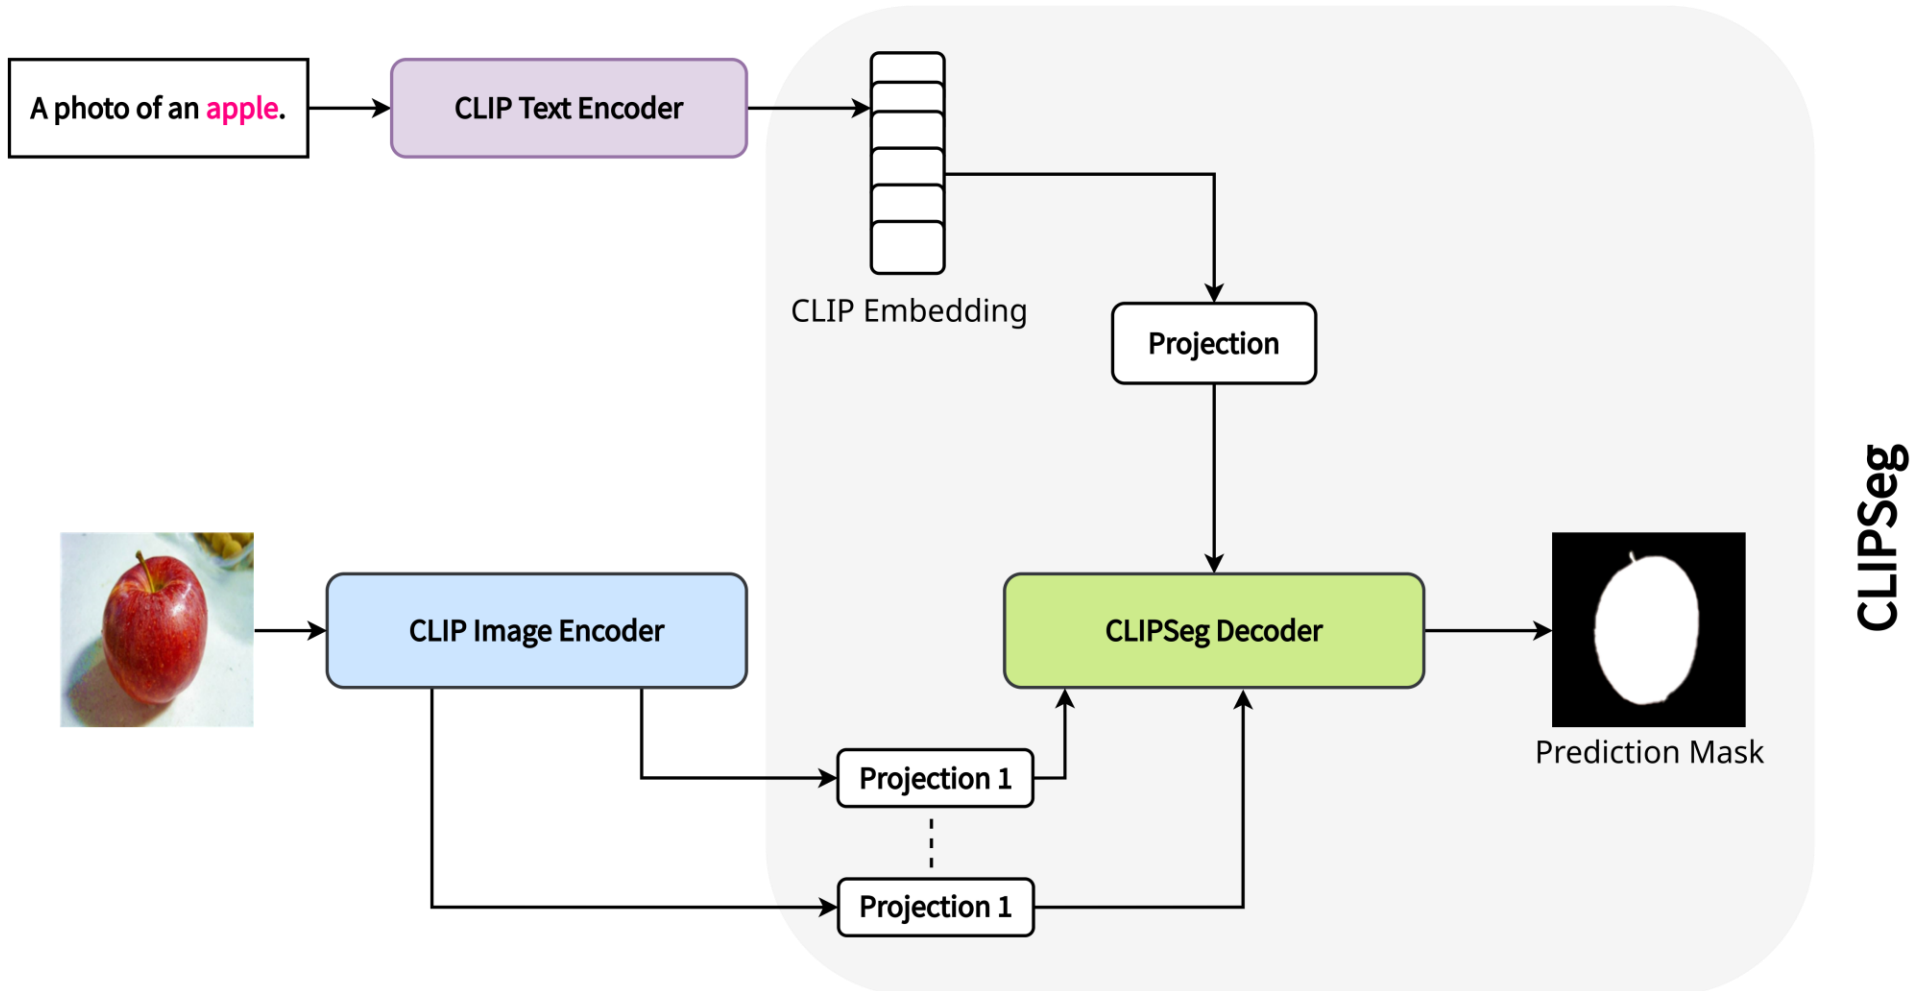 A photo of an apple.
CLIP Text Encoder
CLIP Embedding
Projection
CLIP Image Encoder
CLIPSeg Decoder
Prediction Mask
Projection 1
Projection 1
CLIPSeg